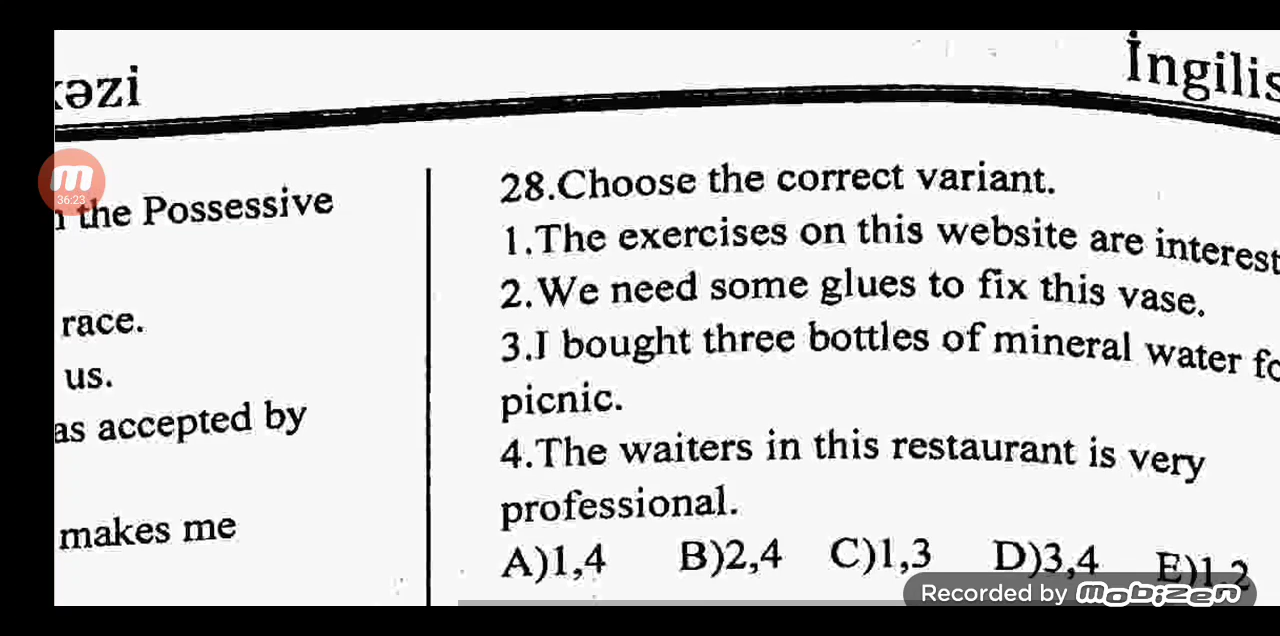 İngilis
36:23
the Possessive
race.
us.
accepted by
makes me
28.Choose the correct variant.
1.The exercises on this website are interest
2.We need some glues to fix this vase.
3.I bought three bottles of mineral water fo
picnic.
4.The waiters in this restaurant is very
professional.
A)1,4 B)2,4 C)1,3 D)3,4 E)1,2
Recorded by mobizen